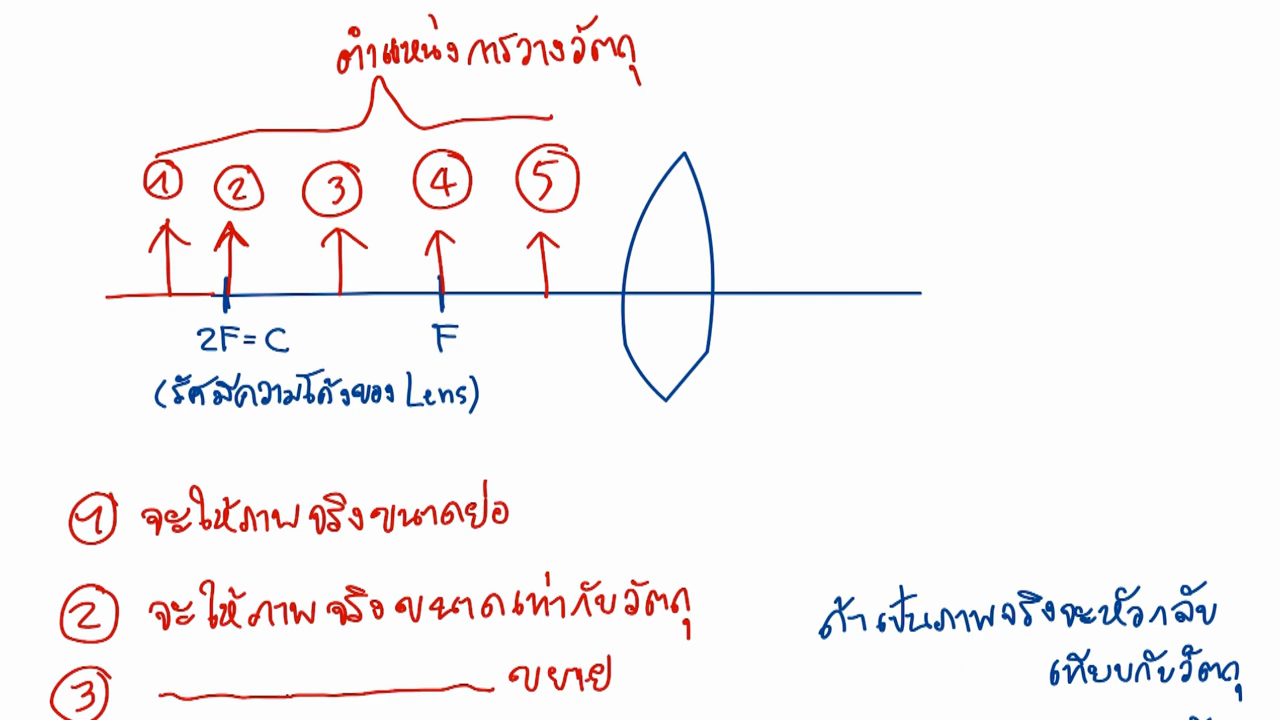 ตำแหน่งการวางวัตถุ
1 2 3 4 5
2F = C F
(รัศมีความโค้งของ Lens)
1 จะให้ภาพจริงขนาดย่อ
2 จะให้ภาพจริงขนาดเท่ากับวัตถุ
3 ขยาย
ถ้าเป็นภาพจริงจะหัวกลับ
เทียบกับวัตถุ